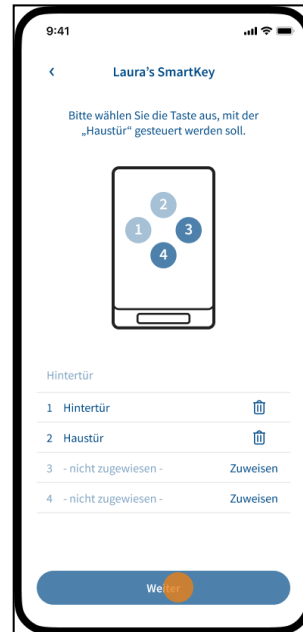 9:41
Laura's SmartKey
Bitte wählen Sie die Taste aus, mit der
„Haustür“ gesteuert werden soll.
2
1 3
4
Hintertür
1 Hintertür
2 Haustür
3 - nicht zugewiesen - Zuweisen
4 - nicht zugewiesen - Zuweisen
Weiter